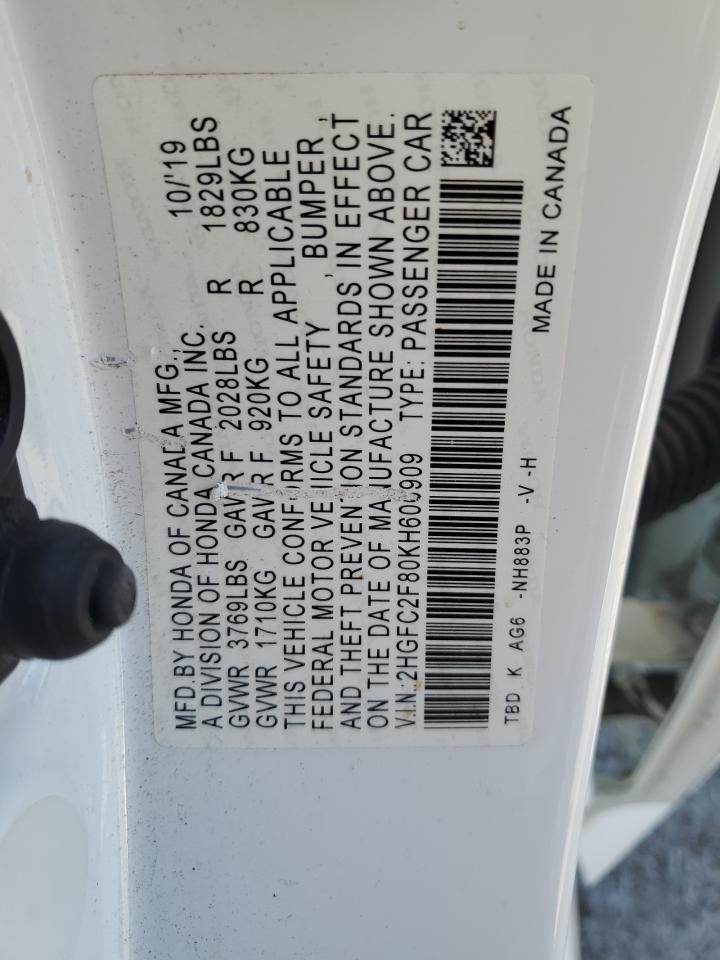 MFD.BY HONDA OF CANADA MFG., 10/'19
A DIVISION OF HONDA CANADA INC.
GVWR 3769LBS GAWR F 2028LBS R 1829LBS
GVWR 1710KG GAWR F 920KG R 830KG
THIS VEHICLE CONFORMS TO ALL APPLICABLE
FEDERAL MOTOR VEHICLE SAFETY , BUMPER ,
AND THEFT PREVENTION STANDARDS IN EFFECT
ON THE DATE OF MANUFACTURE SHOWN ABOVE.
V.I.N.:2HGFC2F80KH600909 TYPE: PASSENGER CAR
TBD K AG6 -NH883P -V -H MADE IN CANADA